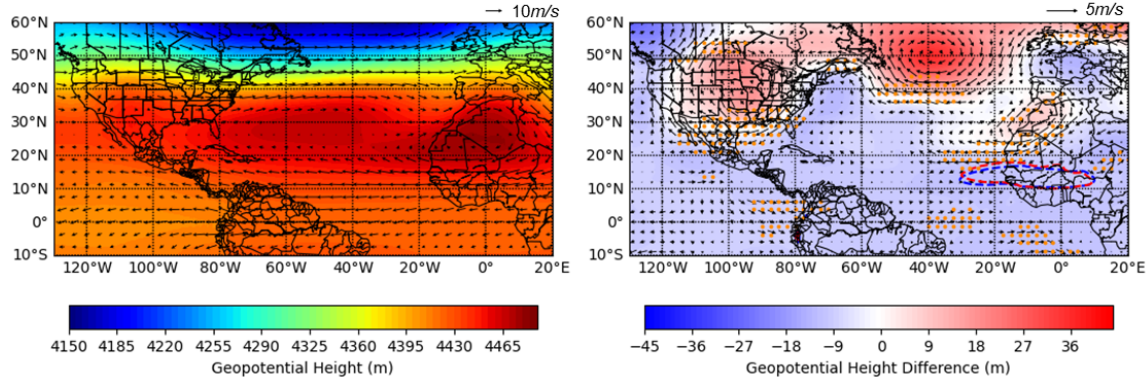 10m/s
5m/s
60°N
50°N
40°N
30°N
20°N
10°N
0°
10°S
120°W 100°W 80°W 60°W 40°W 20°W 0° 20°E
60°N
50°N
40°N
30°N
20°N
10°N
0°
10°S
120°W 100°W 80°W 60°W 40°W 20°W 0° 20°E
4150 4185 4220 4255 4290 4325 4360 4395 4430 4465
Geopotential Height (m)
−45 −36 −27 −18 −9 0 9 18 27 36
Geopotential Height Difference (m)